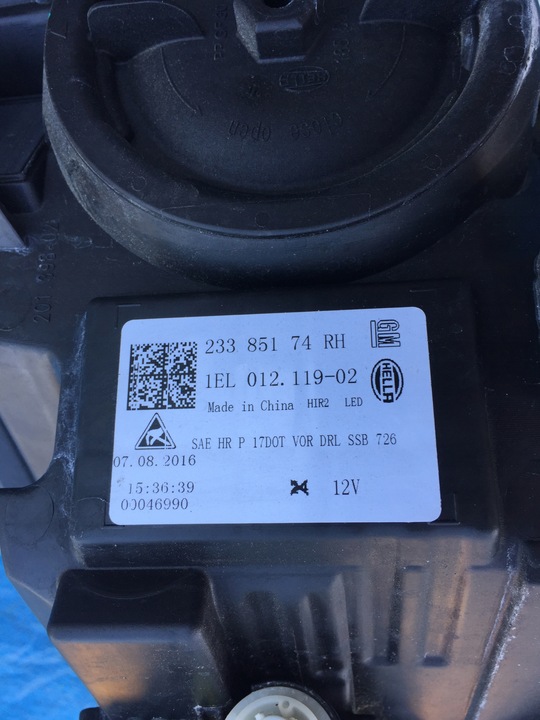 HELLA
233 851 74 RH
GM
1EL 012.119-02
HELLA
Made in China HIR2 LED
SAE HR P 17DOT VOR DRL SSB 726
07.08.2016
15:36:39
12V
00046990